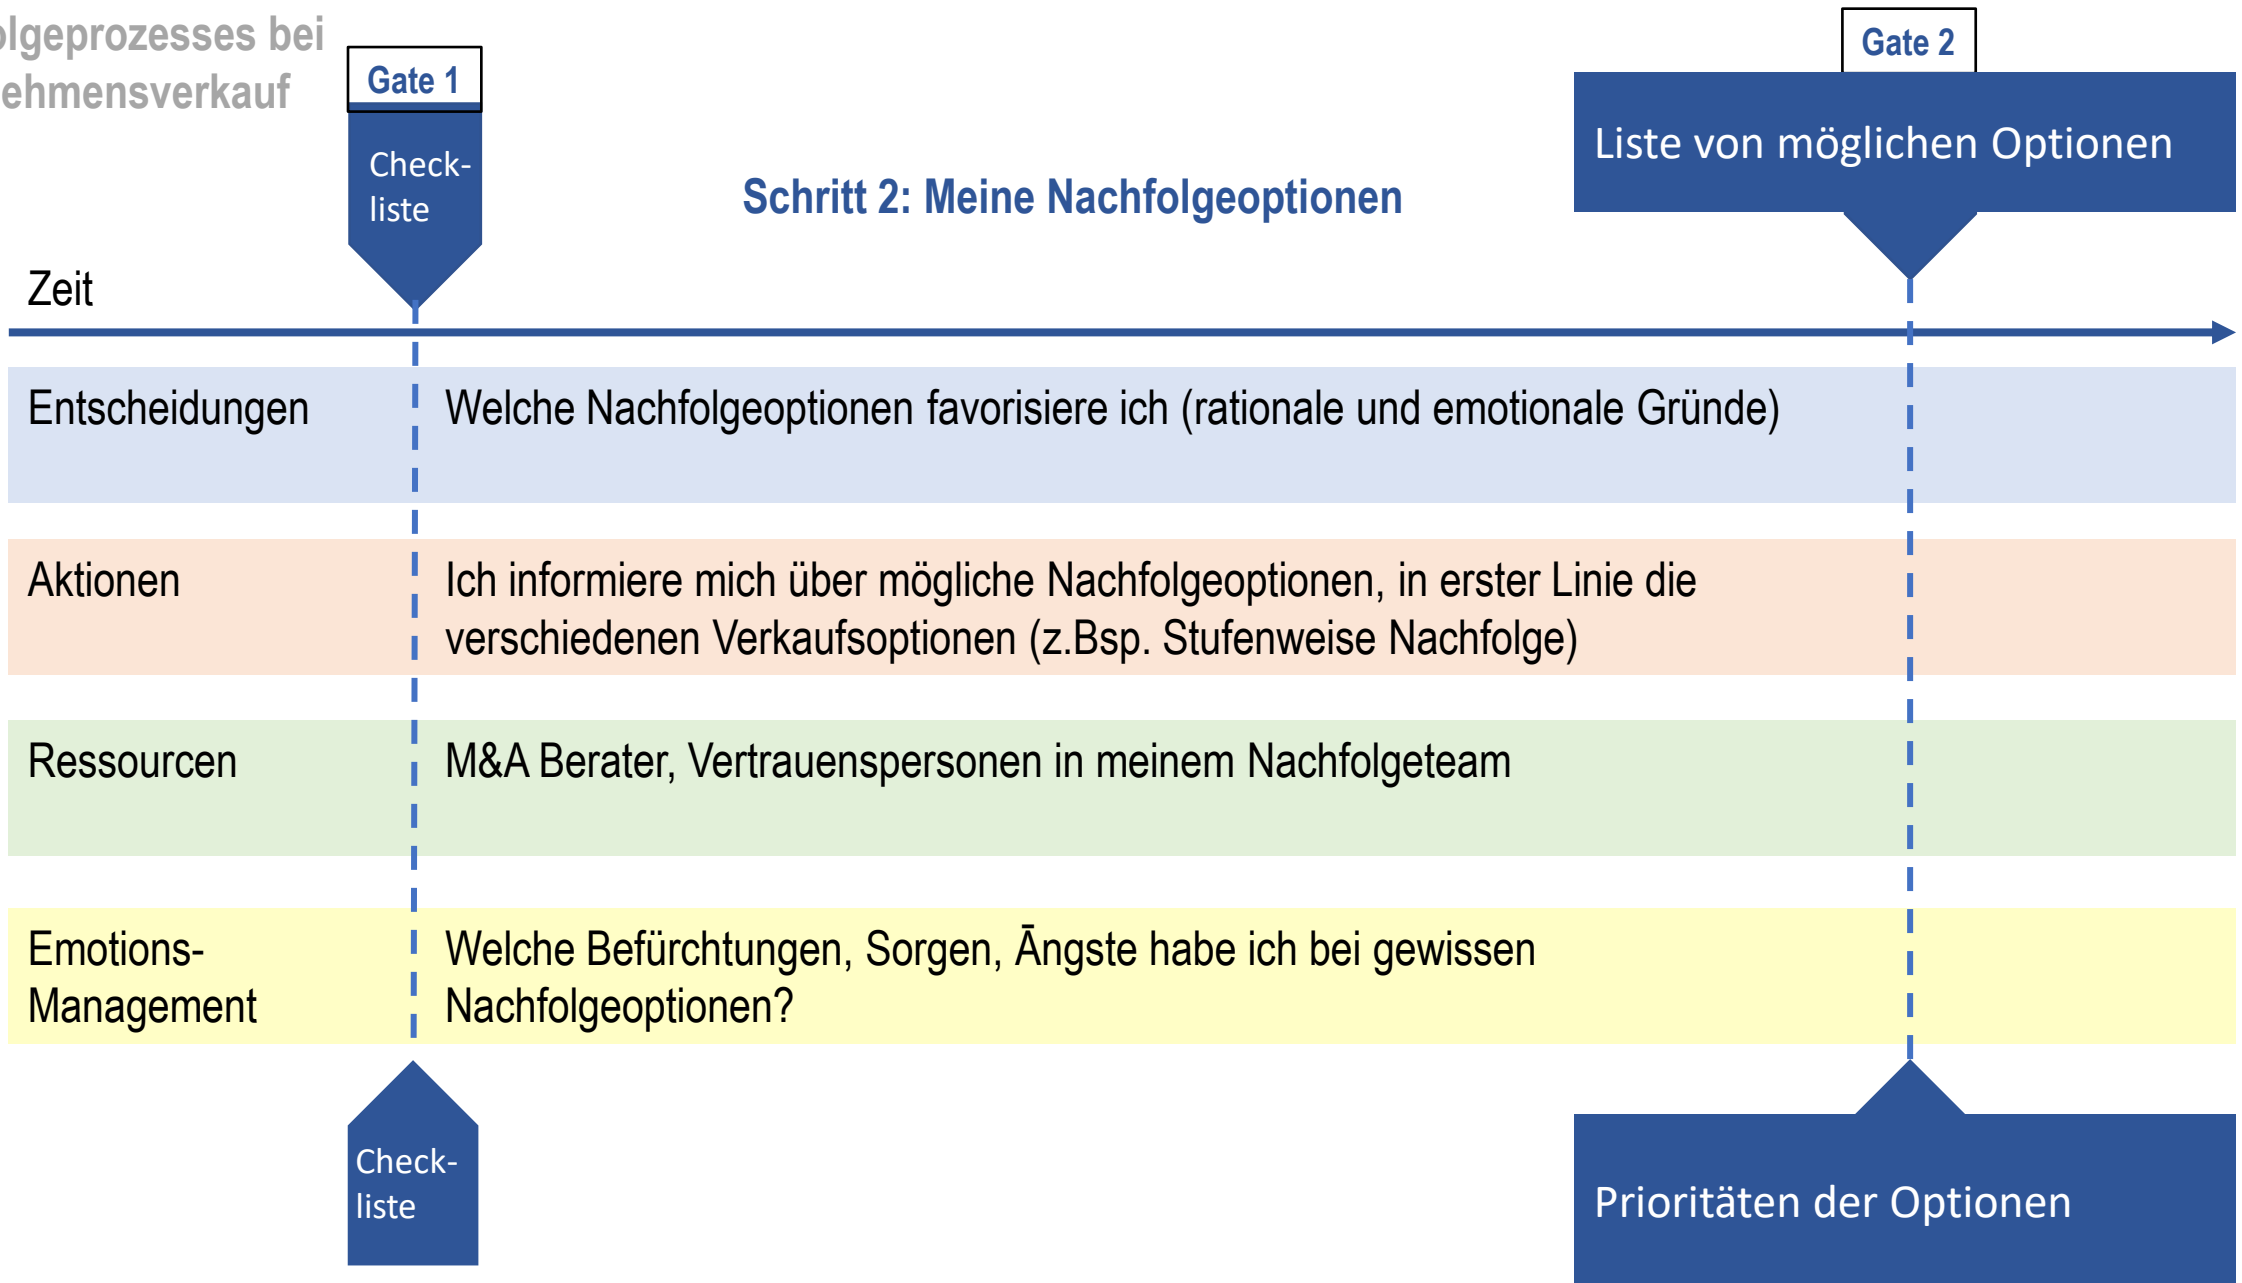 olgeprozesses bei
ehmensverkauf
Gate 1
Check-
liste
Schritt 2: Meine Nachfolgeoptionen
Gate 2
Liste von möglichen Optionen
Zeit
Entscheidungen
Welche Nachfolgeoptionen favorisiere ich (rationale und emotionale Gründe)
Aktionen
Ich informiere mich über mögliche Nachfolgeoptionen, in erster Linie die
verschiedenen Verkaufsoptionen (z.Bsp. Stufenweise Nachfolge)
Ressourcen
M&A Berater, Vertrauenspersonen in meinem Nachfolgeteam
Emotions-
Management
Welche Befürchtungen, Sorgen, Āngste habe ich bei gewissen
Nachfolgeoptionen?
Check-
liste
Prioritäten der Optionen